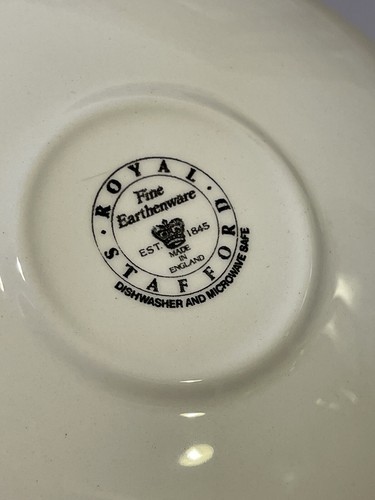 ROYAL
STAFFORD
Fine
Earthenware
EST. 1845
MADE
IN
ENGLAND
DISHWASHER AND MICROWAVE SAFE